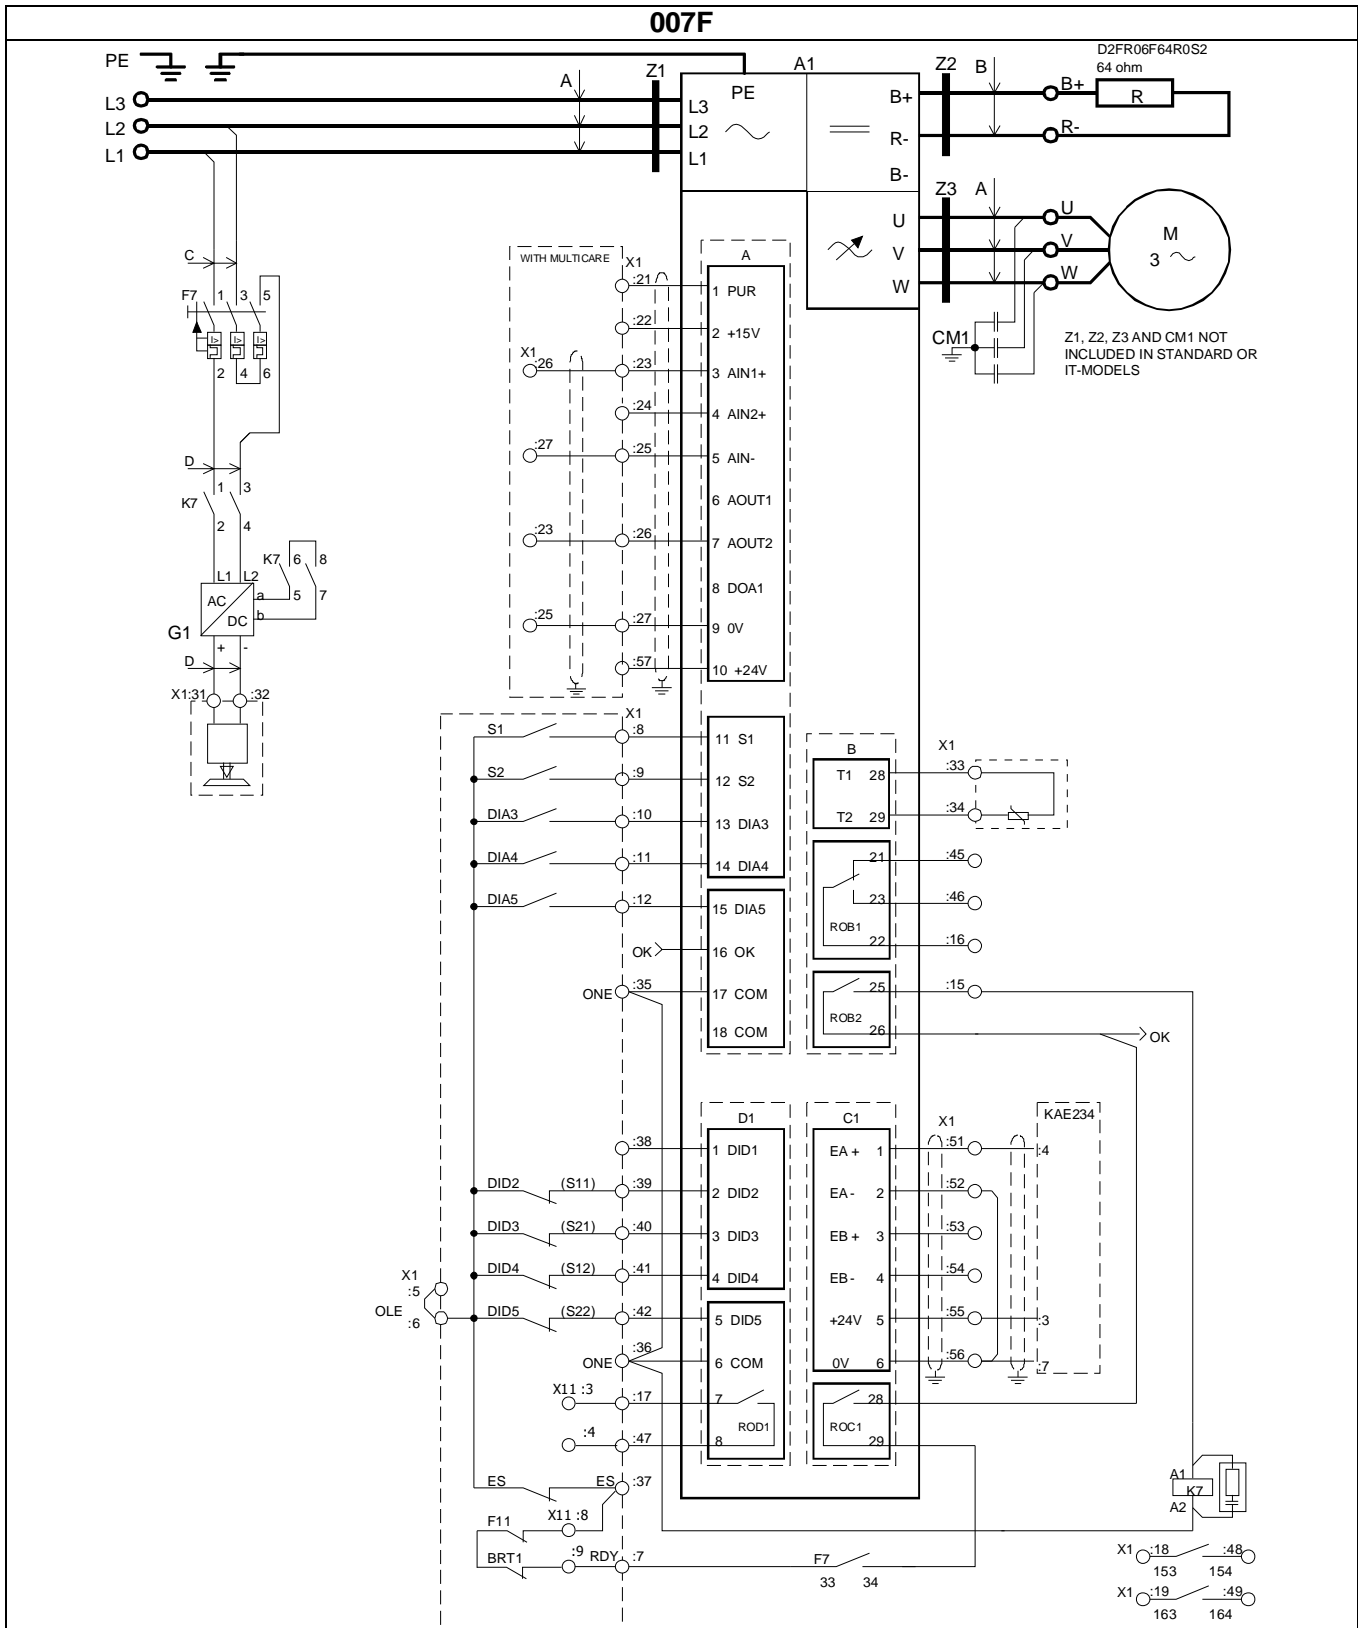 007F
PE
L3
L2
L1
A
Z1
A1
PE
L3
L2
L1
B+
R-
B-
Z2
B
D2FR06F64R0S2
64 ohm
B+
R
R-
U
V
W
Z3
A
U
V
W
M
3
CM1
Z1, Z2, Z3 AND CM1 NOT
INCLUDED IN STANDARD OR
IT-MODELS
C
F7
1 3 5
I> I> I>
2 4 6
D
1 3
K7
2 4
K7 6 8
5 7
L1 L2
AC
DC
a
b
G1
+ -
D
X1:31 :32
WITH MULTICARE
X1
A
:21 1 PUR
:22 2 +15V
X1
:26 :23 3 AIN1+
:24 4 AIN2+
:27 :25 5 AIN-
6 AOUT1
:23 :26 7 AOUT2
8 DOA1
:25 :27 9 0V
:57 10 +24V
X1
S1 :8 11 S1
S2 :9 12 S2
DIA3 :10 13 DIA3
DIA4 :11 14 DIA4
DIA5 :12 15 DIA5
OK 16 OK
ONE :35 17 COM
18 COM
B
X1
T1 28 :33
T2 29 :34
21 :45
23 :46
ROB1
22 :16
25 :15
ROB2
26
OK
D1
:38 1 DID1
DID2 (S11) :39 2 DID2
DID3 (S21) :40 3 DID3
DID4 (S12) :41 4 DID4
X1
:5
OLE
:6
DID5 (S22) :42 5 DID5
ONE :36 6 COM
X11 :3 :17 7
ROD1
:4 :47 8
C1
X1
KAE234
EA+ 1 :51 :4
EA- 2 :52
EB+ 3 :53
EB- 4 :54
+24V 5 :55 :3
0V 6 :56 :7
28
ROC1
29
ES ES :37
F11 X11 :8
BRT1 :9 RDY :7
F7
33 34
A1
K7
A2
X1 :18 :48
153 154
X1 :19 :49
163 164